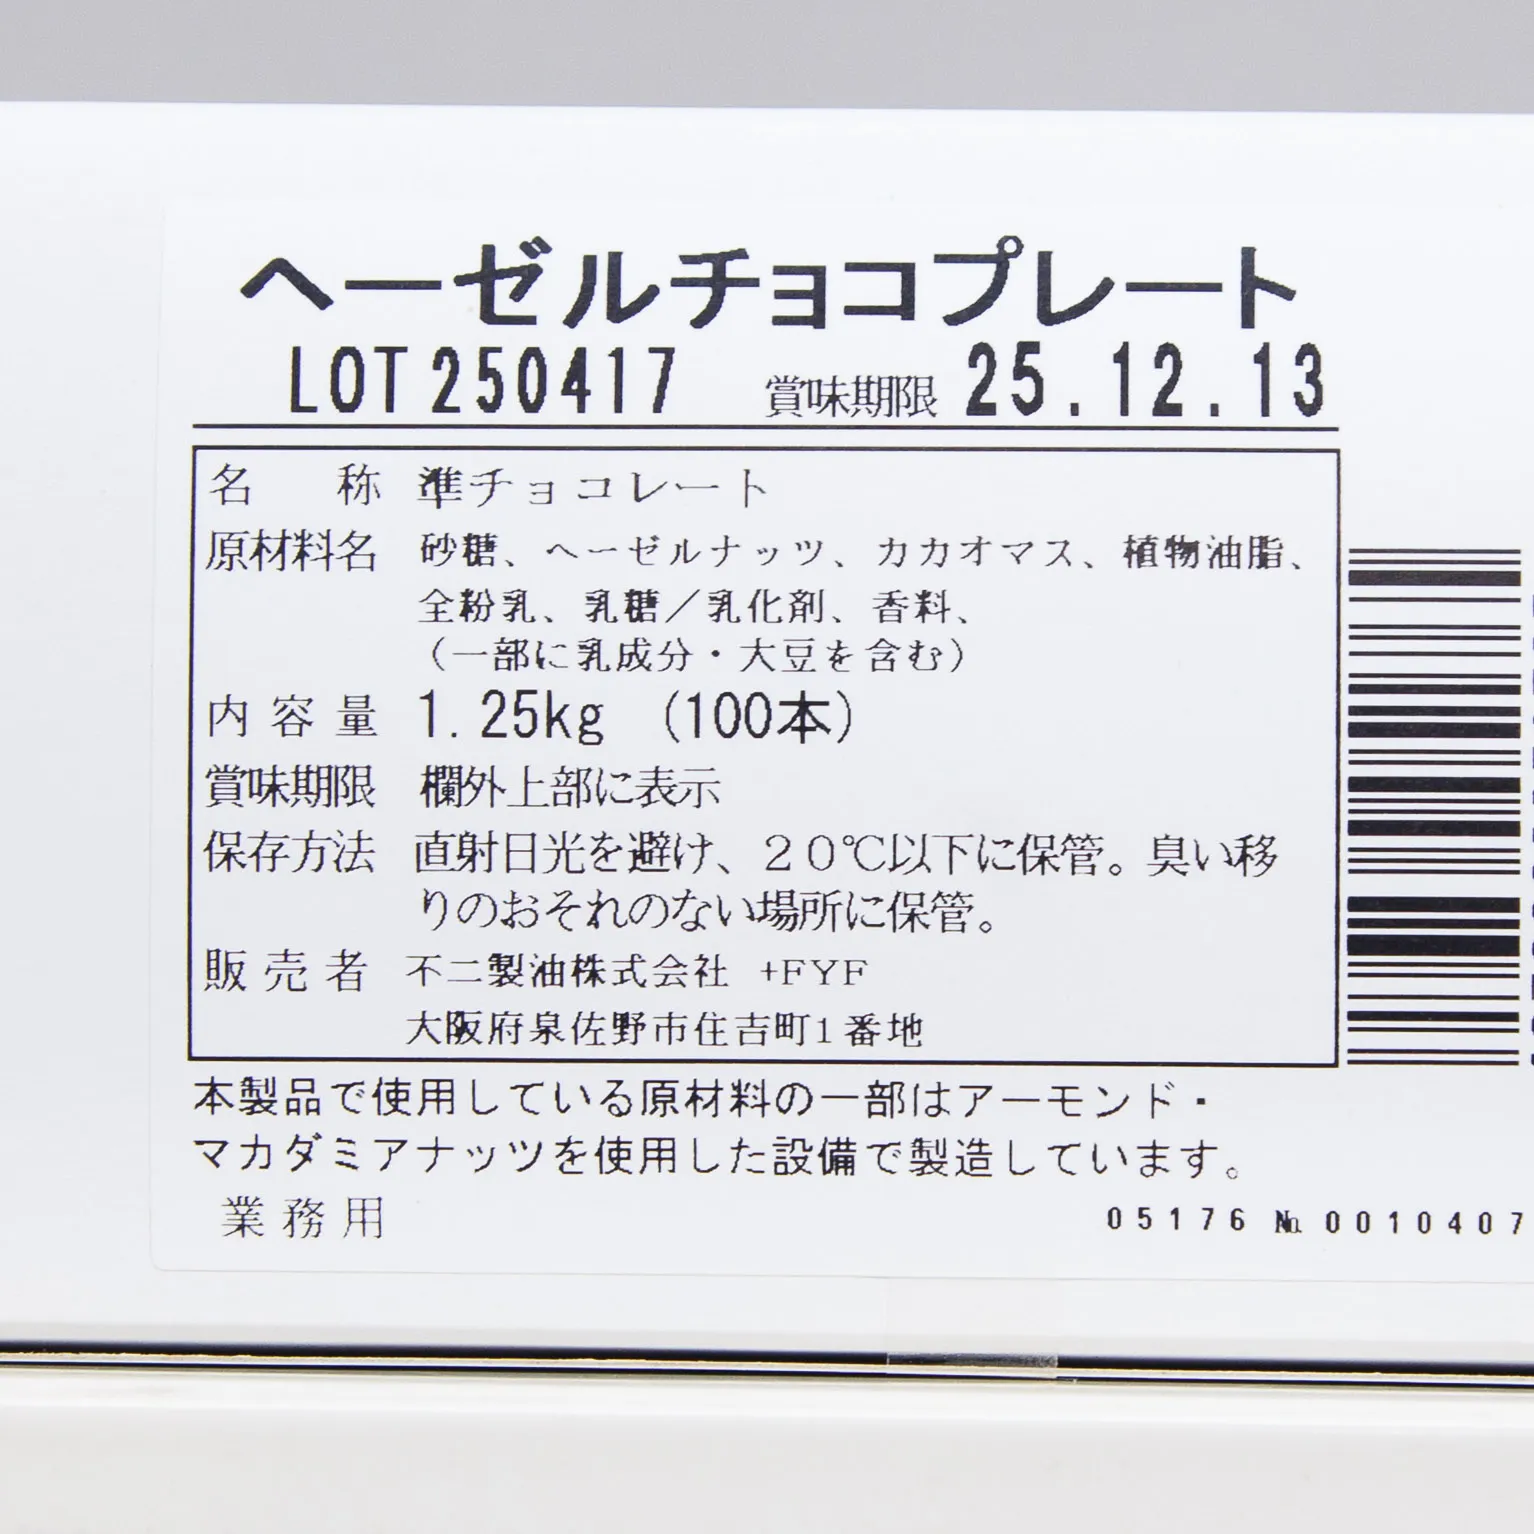 ヘーゼルチョコプレート
LOT 250417 賞味期限 25.12.13
名 称 準チョコレート
原材料名 砂糖、ヘーゼルナッツ、カカオマス、植物油脂、
全粉乳、乳糖／乳化剤、香料、
（一部に乳成分・大豆を含む）
内容量 1.25kg (100本)
賞味期限 欄外上部に表示
保存方法 直射日光を避け、20℃以下に保管。臭い移
りのおそれのない場所に保管。
販売者 不二製油株式会社 +FYF
大阪府泉佐野市住吉町1番地
本製品で使用している原材料の一部はアーモンド・
マカダミアナッツを使用した設備で製造しています。
業務用
05176 № 0010407